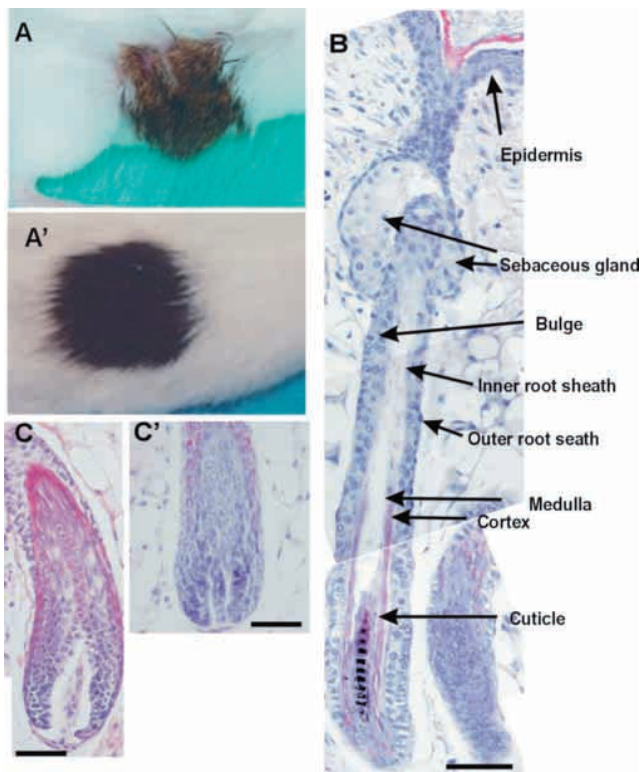 A
B
Epidermis
Sebaceous gland
A'
Bulge
Inner root sheath
Outer root seath
C
C'
Medulla
Cortex
Cuticle